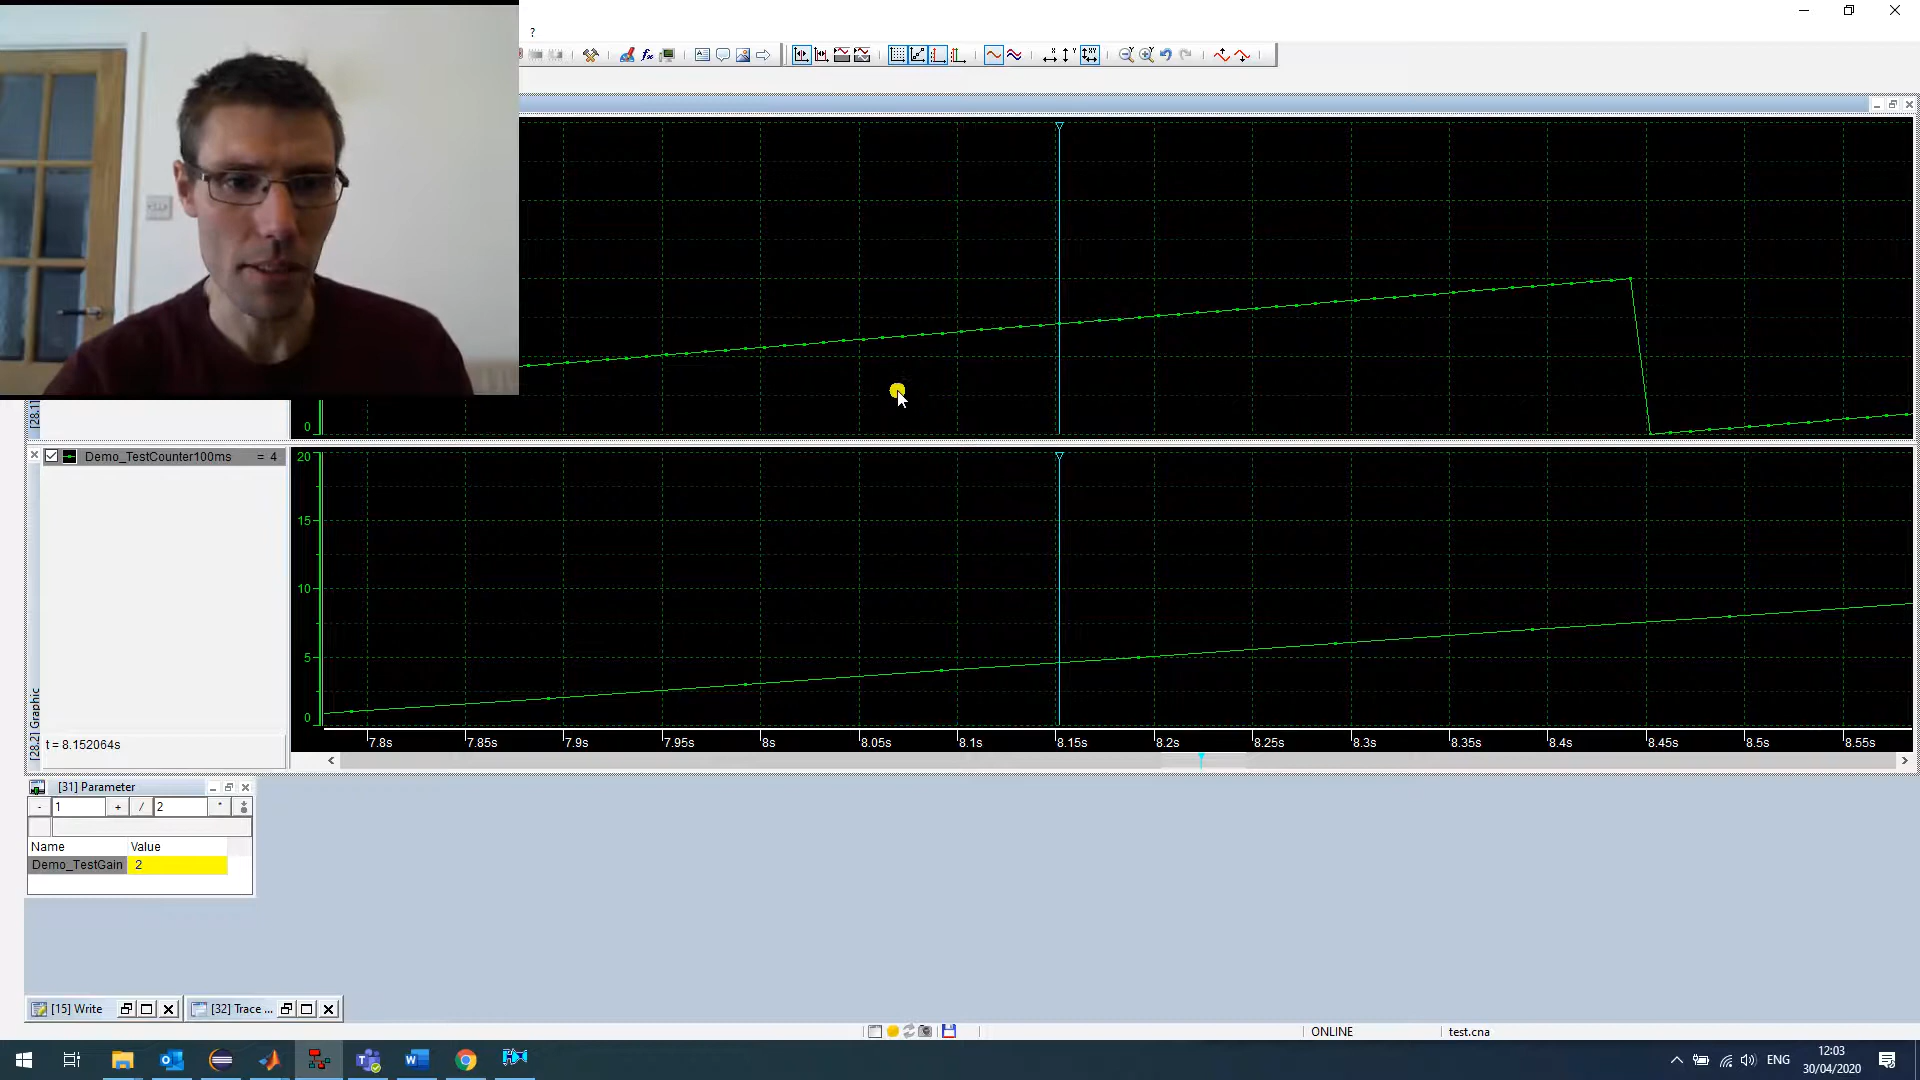 ?
[28.1]
0
Demo_TestCounter100ms = 4
20
15
10
5
0
[28.2] Graphic
t = 8.152064s
7.8s 7.85s 7.9s 7.95s 8s 8.05s 8.1s 8.15s 8.2s 8.25s 8.3s 8.35s 8.4s 8.45s 8.5s 8.55s
[31] Parameter
- 1 + / 2 *
Name Value
Demo_TestGain 2
[15] Write
[32] Trace ...
ONLINE
test.cna
ENG
12:03
30/04/2020